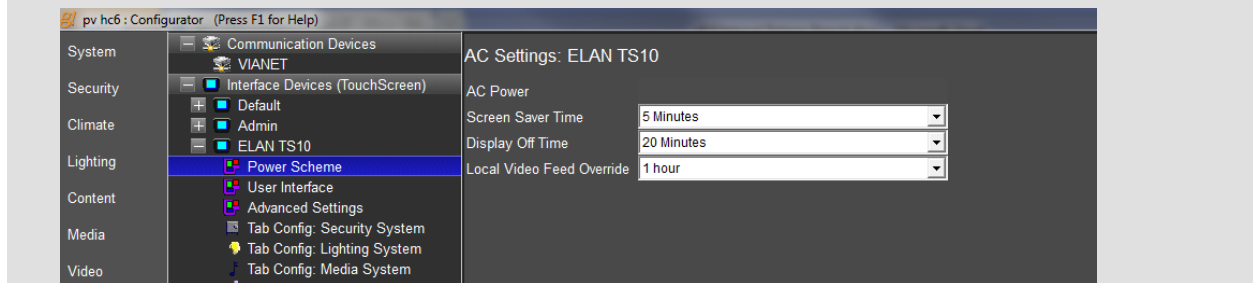 pv hc6 : Configurator (Press F1 for Help)
System
Security
Climate
Lighting
Content
Media
Video
Communication Devices
VIANET
Interface Devices (TouchScreen)
Default
Admin
ELAN TS10
Power Scheme
User Interface
Advanced Settings
Tab Config: Security System
Tab Config: Lighting System
Tab Config: Media System
AC Settings: ELAN TS10
AC Power
Screen Saver Time 5 Minutes
Display Off Time 20 Minutes
Local Video Feed Override 1 hour